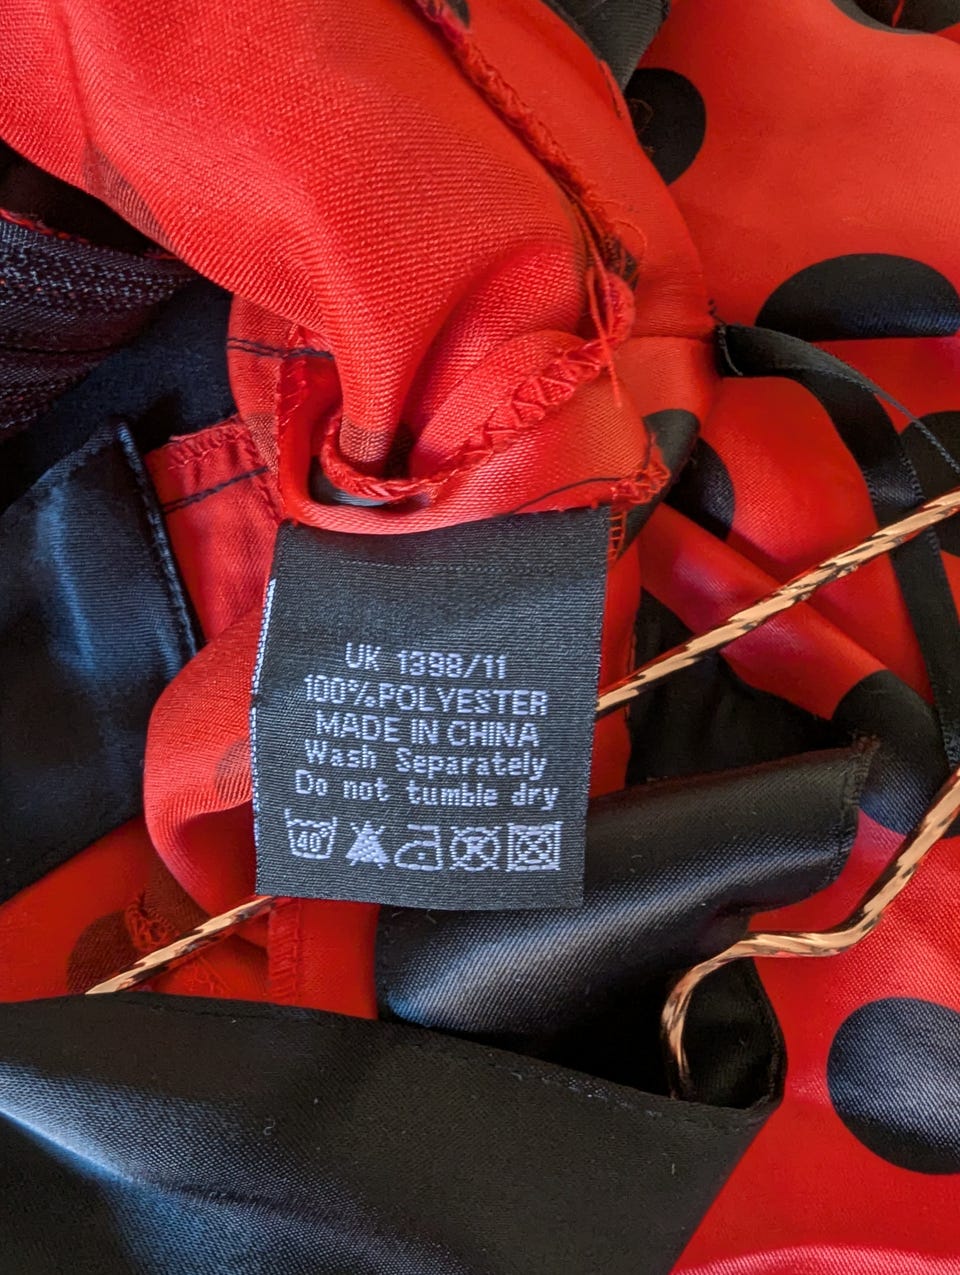 UK 1398/11
100%POLYESTER
MADE IN CHINA
Wash Separately
Do not tumble dry
40